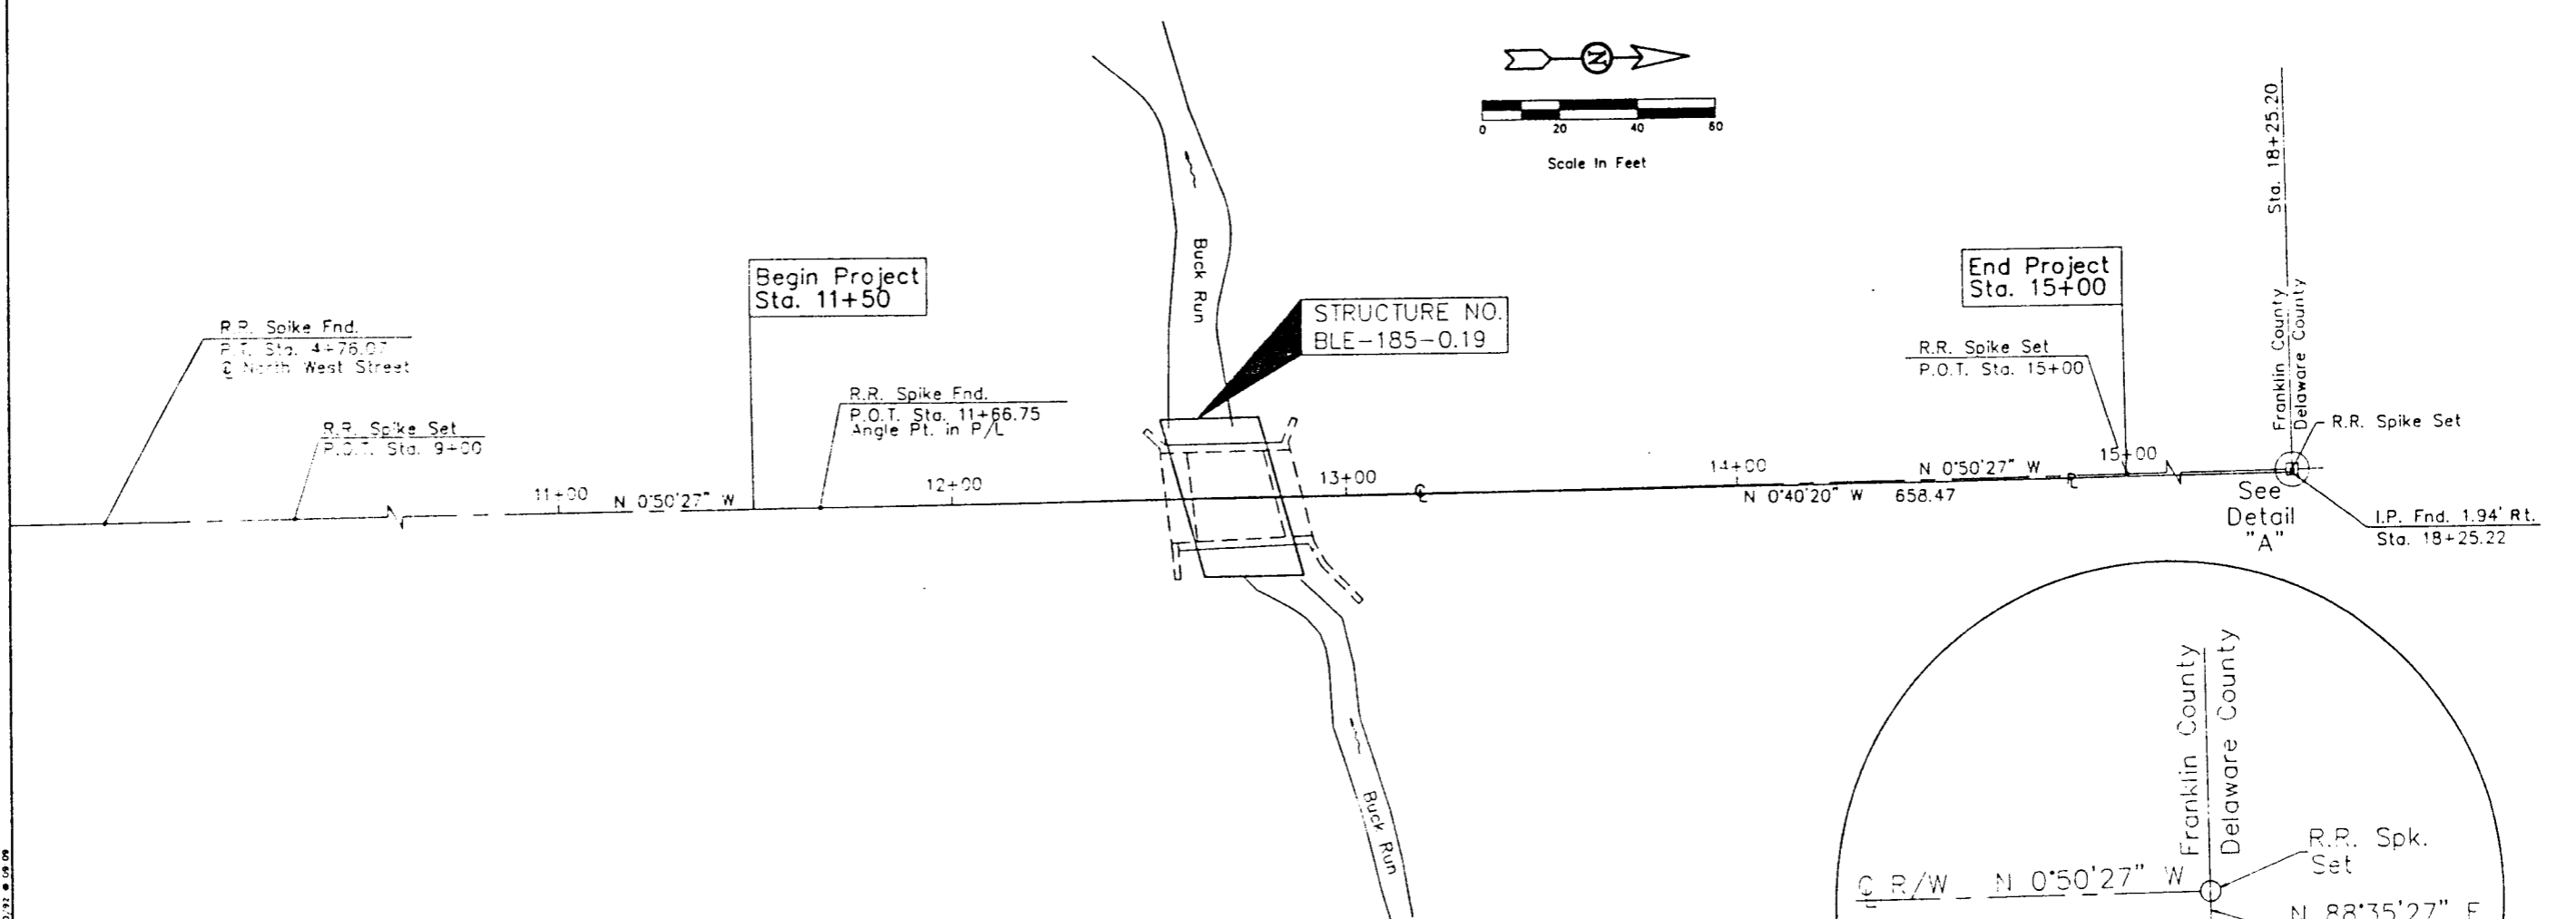 N
0 20 40 60
Scale In Feet
Sta. 18+25.20
Franklin County
Delaware County
Buck Run
Begin Project
Sta. 11+50
End Project
Sta. 15+00
STRUCTURE NO.
BLE-185-0.19
R.R. Spike Fnd.
P.T. Sta. 4+76.07
℄ North West Street
R.R. Spike Set
P.O.T. Sta. 9+00
R.R. Spike Fnd.
P.O.T. Sta. 11+66.75
Angle Pt. in P/L
R.R. Spike Set
P.O.T. Sta. 15+00
R.R. Spike Set
11+00
N 0°50'27" W
12+00
13+00
℄
14+00
N 0°50'27" W
15+00
N 0°40'20" W 658.47
℄
See
Detail
"A"
I.P. Fnd. 1.94' Rt.
Sta. 18+25.22
Buck Run
Franklin County
Delaware County
R.R. Spk.
Set
℄ R/W N 0°50'27" W
N 88°35'27" E